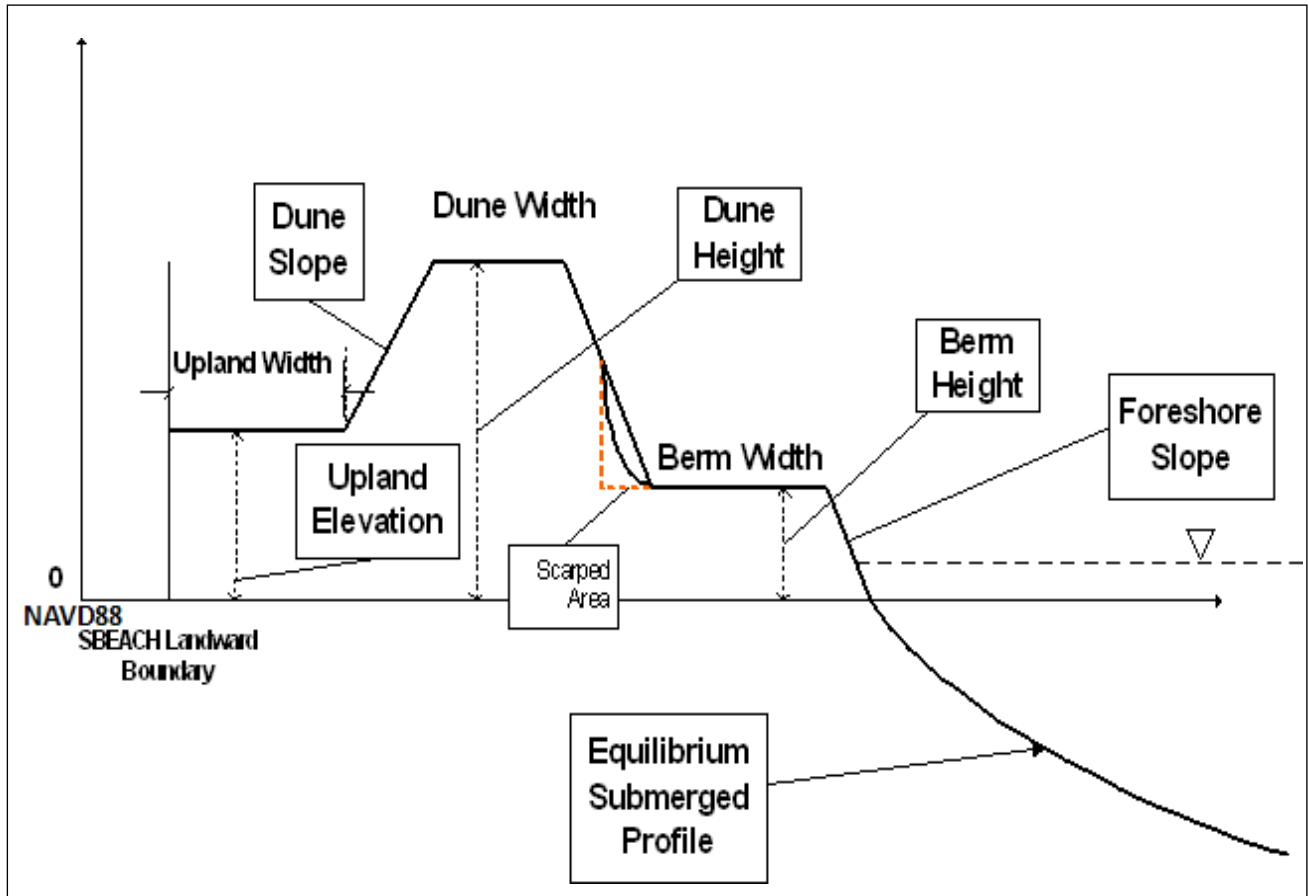 Dune
Slope
Dune Width
Dune
Height
Upland Width
Berm
Height
Foreshore
Slope
Upland
Elevation
Berm Width
Scarped
Area
0
NAVD88
SBEACH Landward
Boundary
Equilibrium
Submerged
Profile